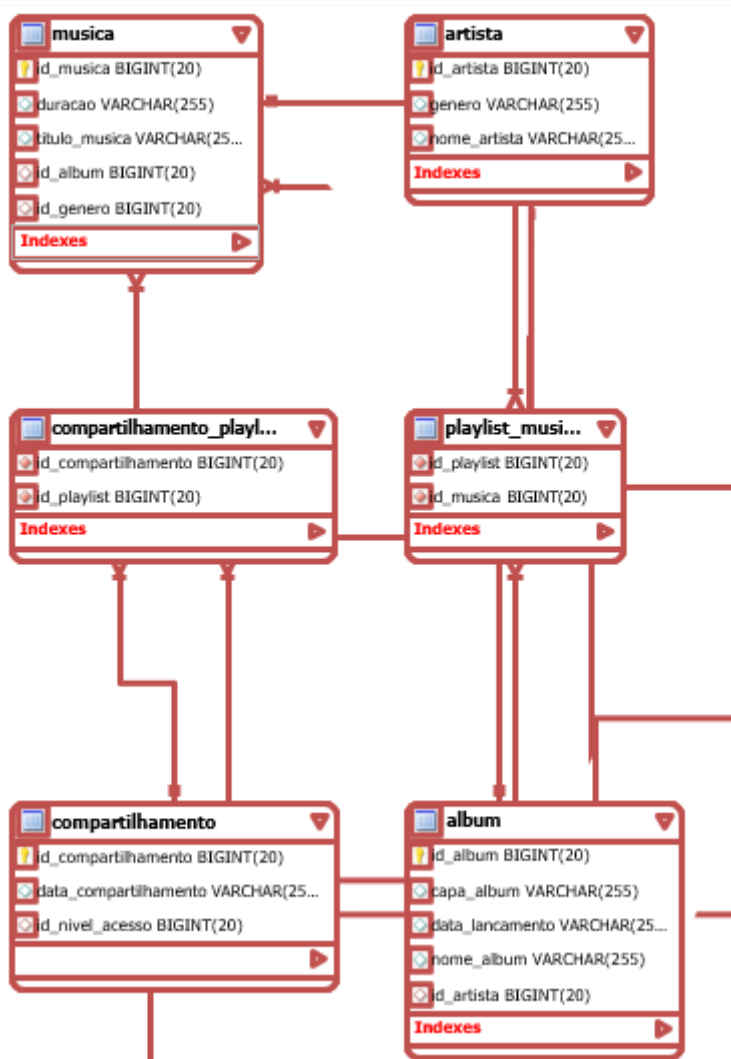 musica
id_musica BIGINT(20)
duracao VARCHAR(255)
titulo_musica VARCHAR(25...
id_album BIGINT(20)
id_genero BIGINT(20)
Indexes
artista
id_artista BIGINT(20)
genero VARCHAR(255)
nome_artista VARCHAR(25...
Indexes
compartilhamento_playl...
id_compartilhamento BIGINT(20)
id_playlist BIGINT(20)
Indexes
playlist_musi...
id_playlist BIGINT(20)
id_musica BIGINT(20)
Indexes
compartilhamento
id_compartilhamento BIGINT(20)
data_compartilhamento VARCHAR(25...
id_nivel_acesso BIGINT(20)
album
id_album BIGINT(20)
capa_album VARCHAR(255)
data_lancamento VARCHAR(25...
nome_album VARCHAR(255)
id_artista BIGINT(20)
Indexes